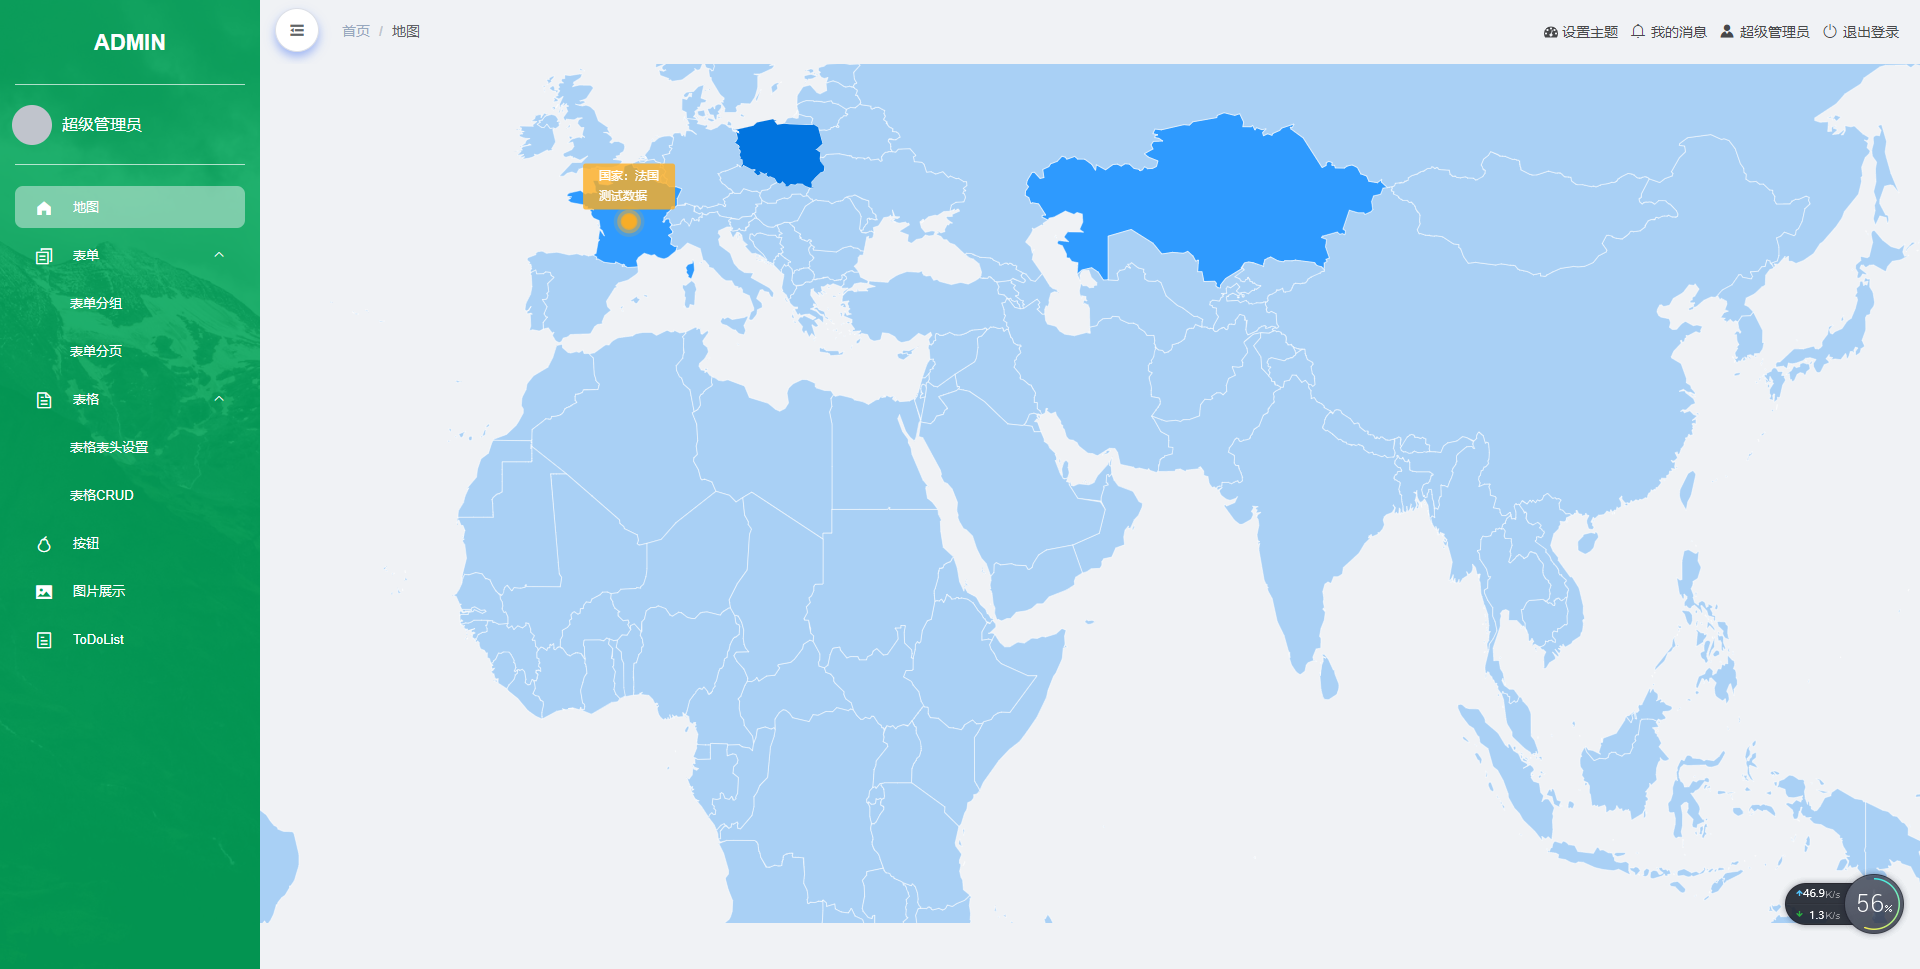 ADMIN
超级管理员
地图
表单
表单分组
表单分页
表格
表格表头设置
表格CRUD
按钮
图片展示
ToDoList
首页 / 地图
设置主题 我的消息 超级管理员 退出登录
国家：法国
测试数据
46.9K/s
1.3K/s
56%